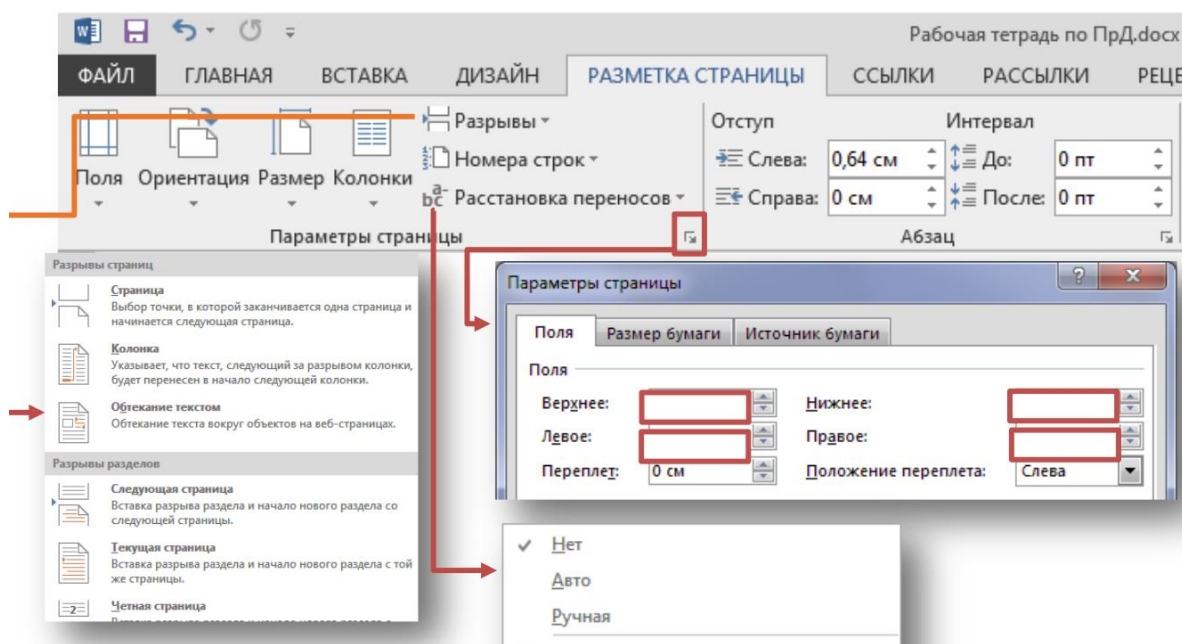 Рабочая тетрадь по ПрД.docx
ФАЙЛ ГЛАВНАЯ ВСТАВКА ДИЗАЙН РАЗМЕТКА СТРАНИЦЫ ССЫЛКИ РАССЫЛКИ РЕЦЕ
Поля
Ориентация
Размер
Колонки
Разрывы
Номера строк
Расстановка переносов
Параметры страницы
Отступ
Слева: 0,64 см
Справа: 0 см
Интервал
До: 0 пт
После: 0 пт
Абзац
Разрывы страниц
Страница
Выбор точки, в которой заканчивается одна страница и
начинается следующая страница.
Колонка
Указывает, что текст, следующий за разрывом колонки,
будет перенесен в начало следующей колонки.
Обтекание текстом
Обтекание текста вокруг объектов на веб-страницах.
Разрывы разделов
Следующая страница
Вставка разрыва раздела и начало нового раздела со
следующей страницы.
Текущая страница
Вставка разрыва раздела и начало нового раздела с той
же страницы.
Четная страница
Параметры страницы
Поля Размер бумаги Источник бумаги
Поля
Верхнее: Нижнее:
Левое: Правое:
Переплет: 0 см Положение переплета: Слева
Нет
Авто
Ручная